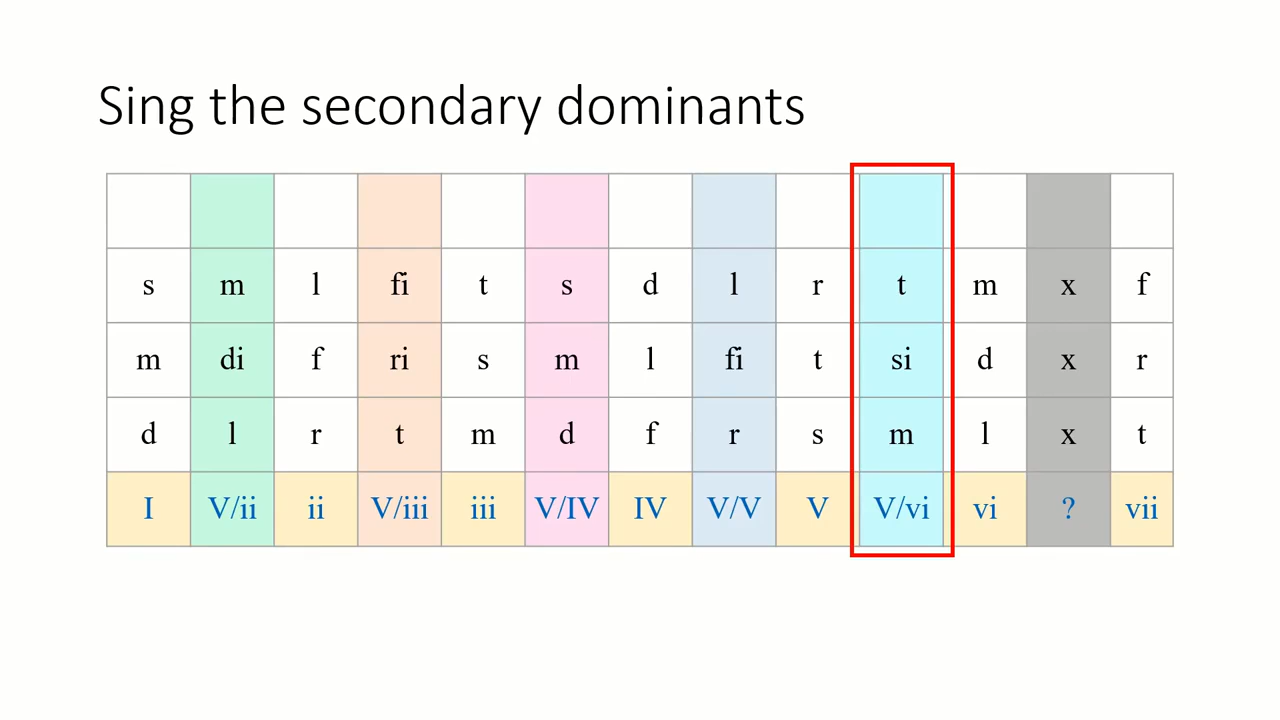 Sing the secondary dominants
s m l fi t s d l r t m x f
m di f ri s m l fi t si d x r
d l r t m d f r s m l x t
I V/ii ii V/iii iii V/IV IV V/V V V/vi vi ? vii